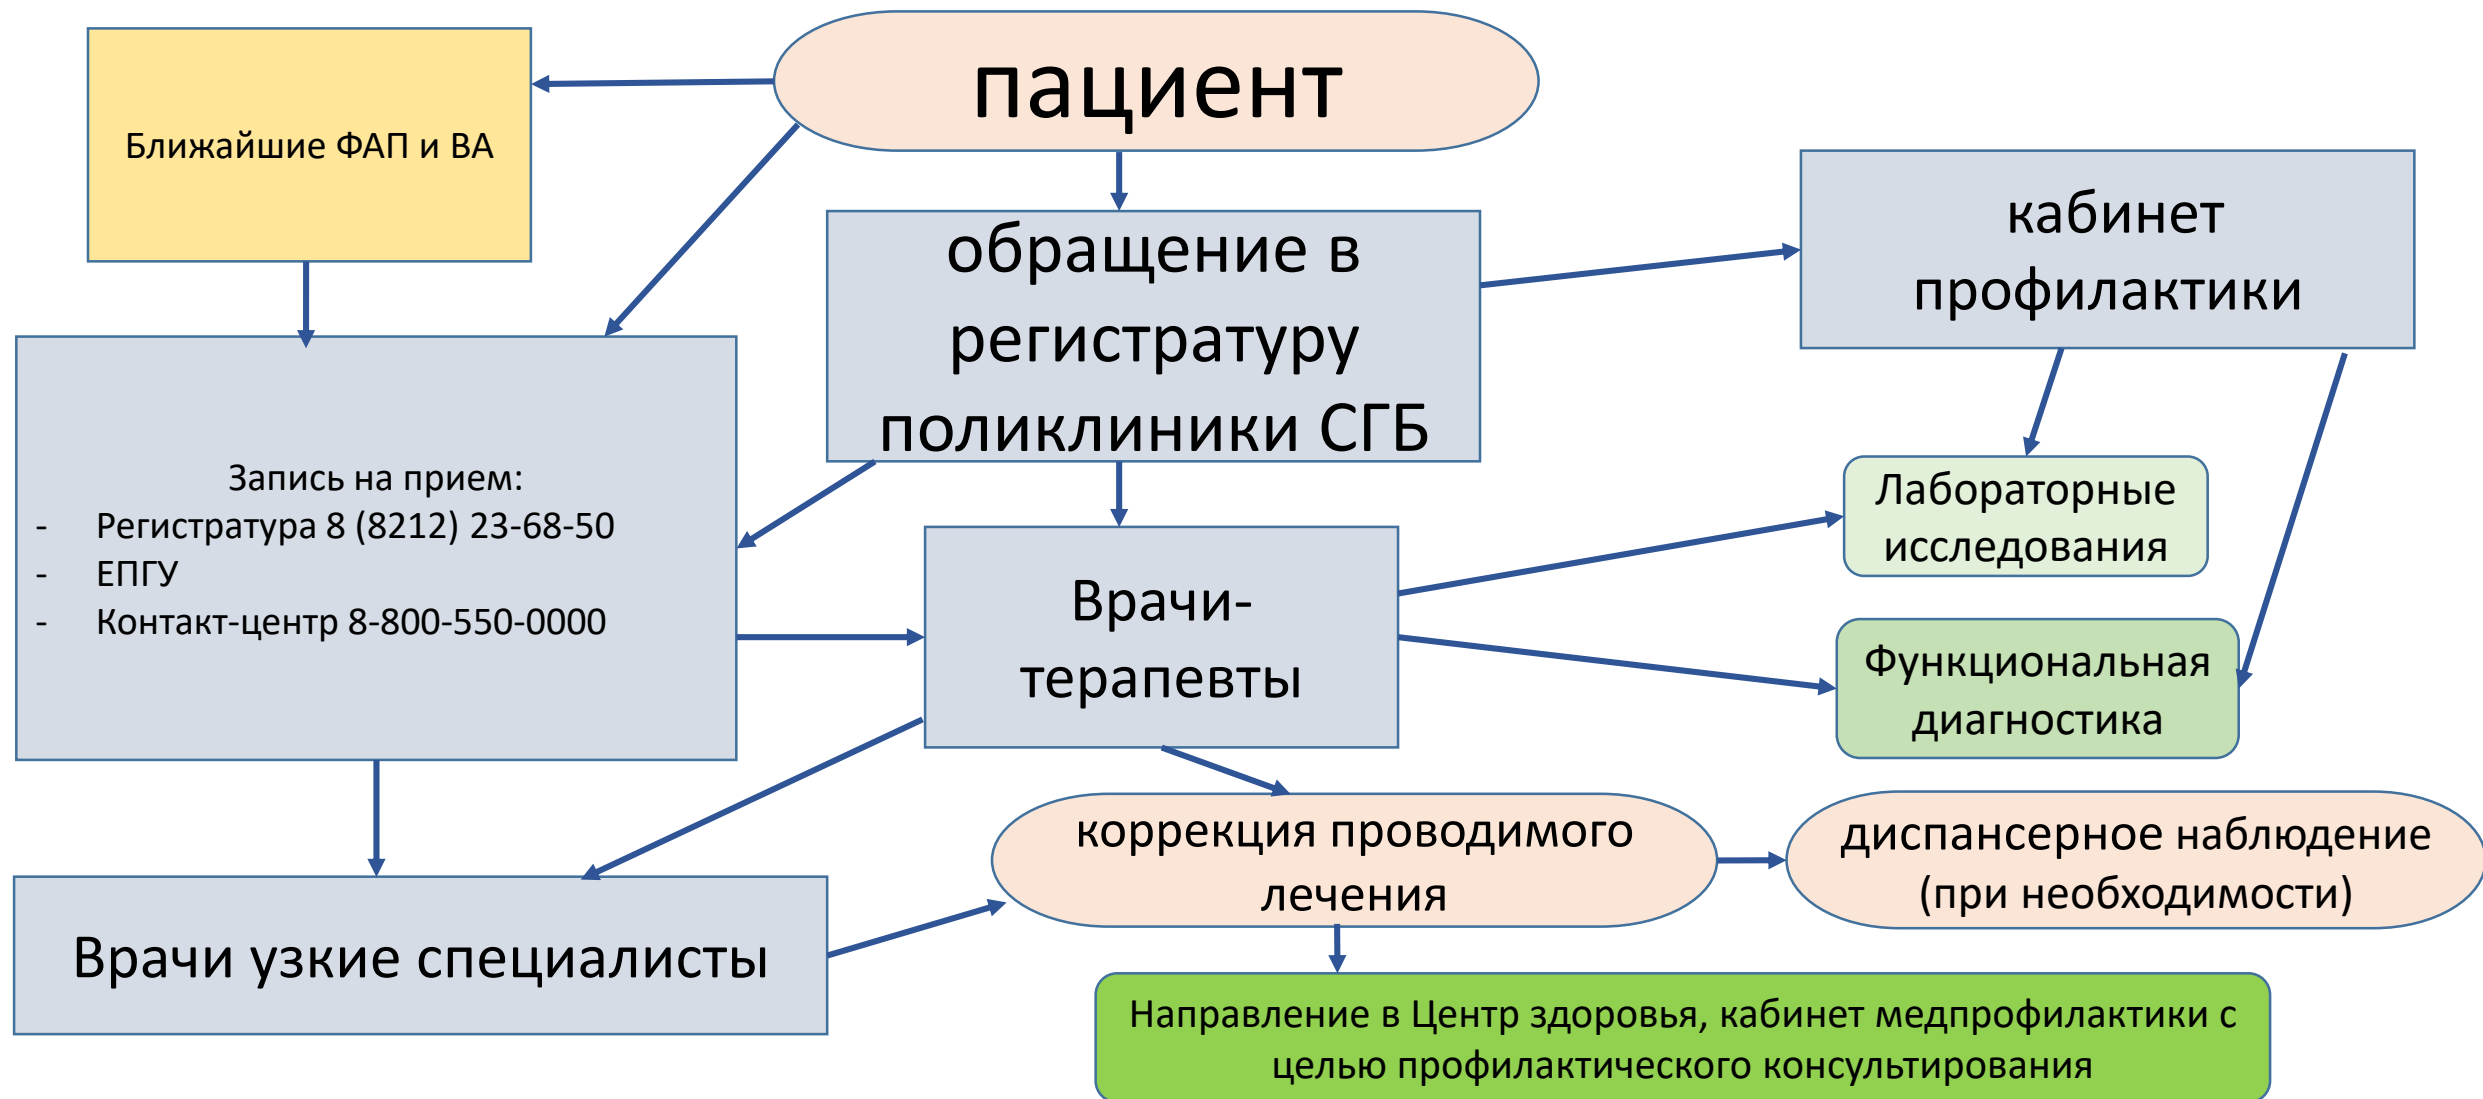 пациент
Ближайшие ФАП и ВА
обращение в
регистратуру
поликлиники СГБ
кабинет
профилактики
Запись на прием:
- Регистратура 8 (8212) 23-68-50
- ЕПГУ
- Контакт-центр 8-800-550-0000
Врачи-
терапевты
Лабораторные
исследования
Функциональная
диагностика
Врачи узкие специалисты
коррекция проводимого
лечения
диспансерное наблюдение
(при необходимости)
Направление в Центр здоровья, кабинет медпрофилактики с
целью профилактического консультирования